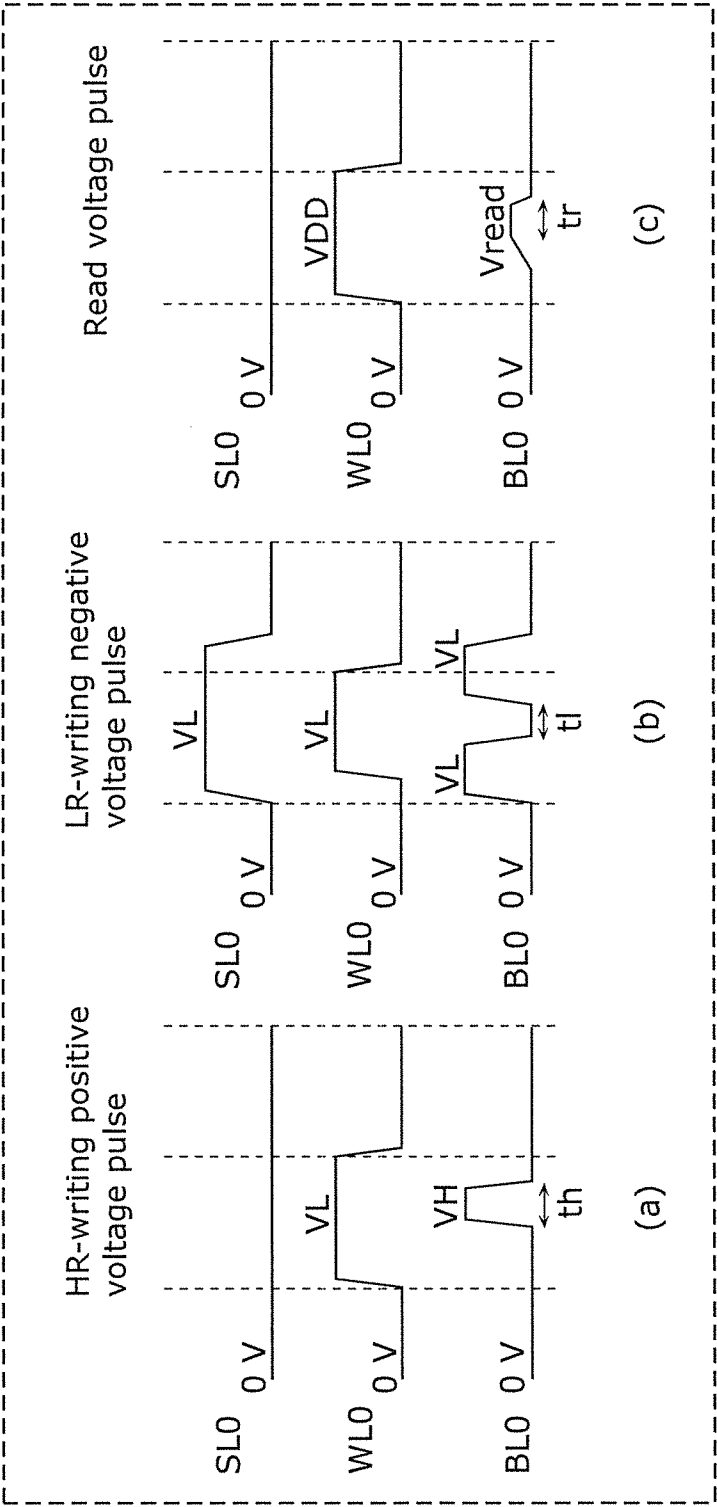 HR-writing positive
voltage pulse
SL0
0 V
WL0
0 V
VL
BL0
0 V
VH
th
(a)
LR-writing negative
voltage pulse
SL0
0 V
VL
WL0
0 V
VL
BL0
0 V
VL
VL
tl
(b)
Read voltage pulse
SL0
0 V
WL0
0 V
VDD
BL0
0 V
Vread
tr
(c)